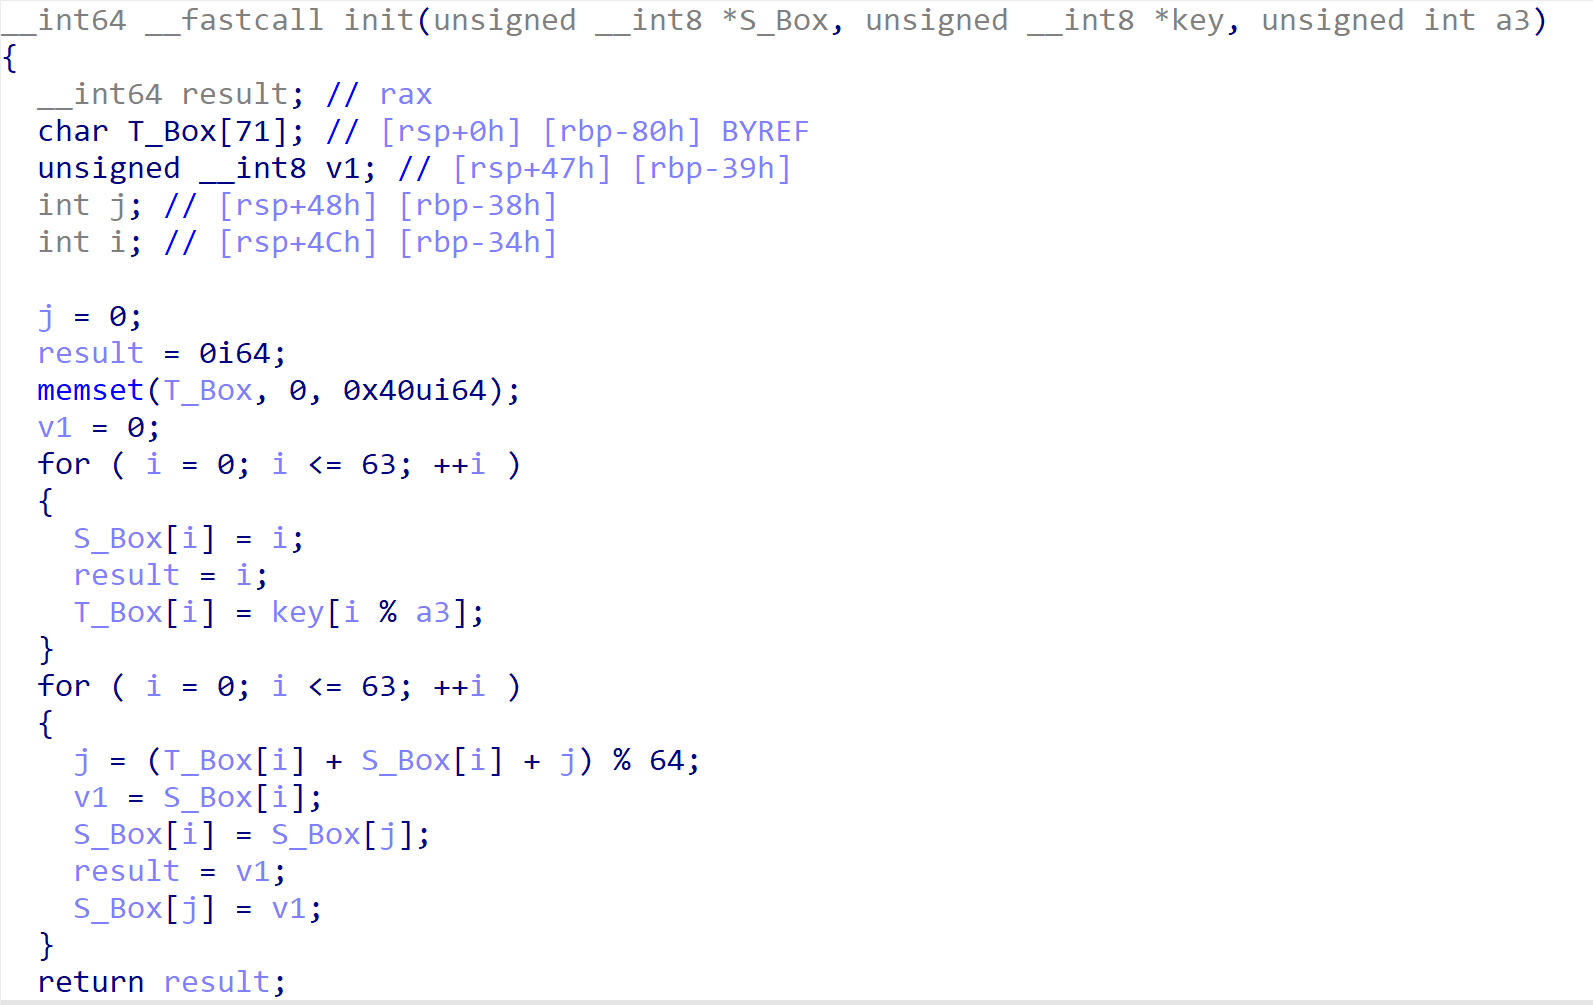 __int64 __fastcall init(unsigned __int8 *S_Box, unsigned __int8 *key, unsigned int a3)
{
  __int64 result; // rax
  char T_Box[71]; // [rsp+0h] [rbp-80h] BYREF
  unsigned __int8 v1; // [rsp+47h] [rbp-39h]
  int j; // [rsp+48h] [rbp-38h]
  int i; // [rsp+4Ch] [rbp-34h]

  j = 0;
  result = 0i64;
  memset(T_Box, 0, 0x40ui64);
  v1 = 0;
  for ( i = 0; i <= 63; ++i )
  {
    S_Box[i] = i;
    result = i;
    T_Box[i] = key[i % a3];
  }
  for ( i = 0; i <= 63; ++i )
  {
    j = (T_Box[i] + S_Box[i] + j) % 64;
    v1 = S_Box[i];
    S_Box[i] = S_Box[j];
    result = v1;
    S_Box[j] = v1;
  }
  return result;